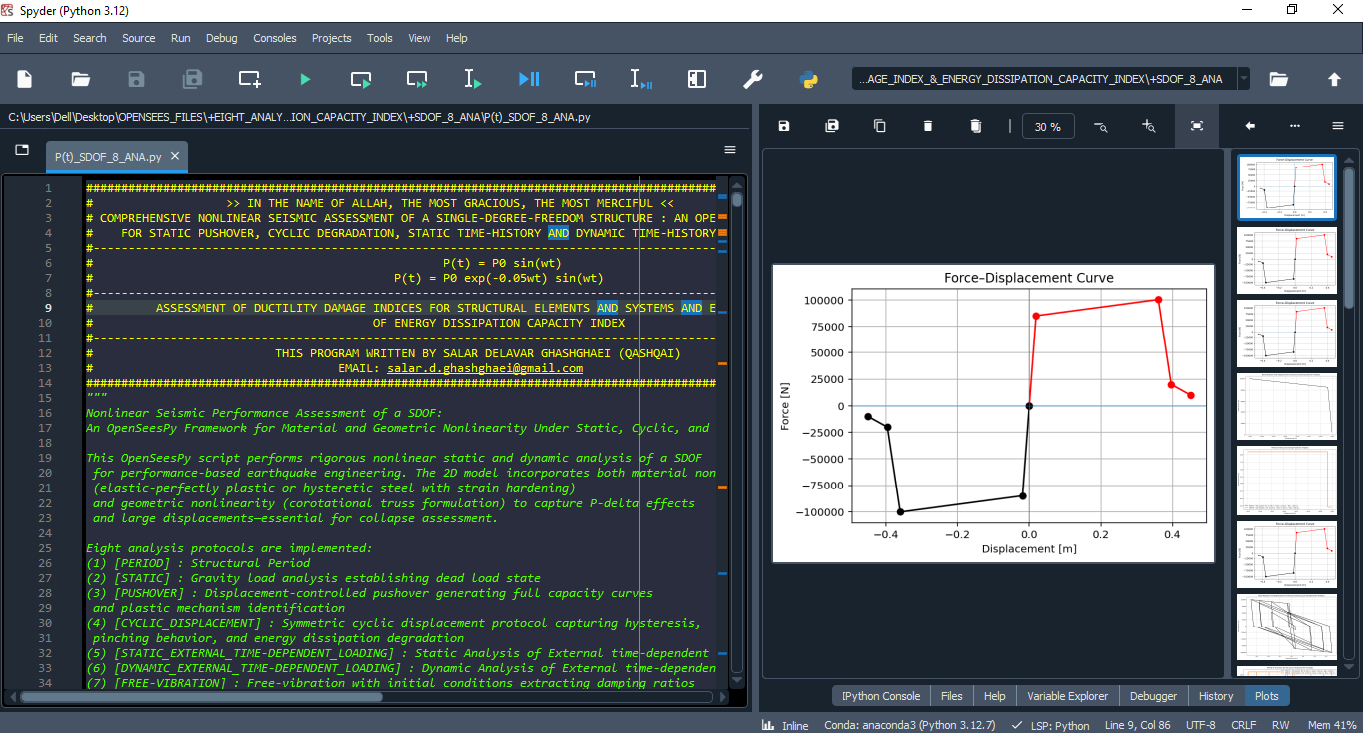 Spyder (Python 3.12)
File Edit Search Source Run Debug Consoles Projects Tools View Help
...AGE_INDEX_&_ENERGY_DISSIPATION_CAPACITY_INDEX\+SDOF_8_ANA
C:\Users\Dell\Desktop\OPENSEES_FILES\+EIGHT_ANALY...ION_CAPACITY_INDEX\+SDOF_8_ANA\P(t)_SDOF_8_ANA.py
30 %
P(t)_SDOF_8_ANA.py
1 ##########################################################################################
2 # >> IN THE NAME OF ALLAH, THE MOST GRACIOUS, THE MOST MERCIFUL <<
3 # COMPREHENSIVE NONLINEAR SEISMIC ASSESSMENT OF A SINGLE-DEGREE-FREEDOM STRUCTURE : AN OPE
4 # FOR STATIC PUSHOVER, CYCLIC DEGRADATION, STATIC TIME-HISTORY AND DYNAMIC TIME-HISTORY
5 #-----------------------------------------------------------------------------------------
6 # P(t) = P0 sin(wt)
7 # P(t) = P0 exp(-0.05wt) sin(wt)
8 #-----------------------------------------------------------------------------------------
9 # ASSESSMENT OF DUCTILITY DAMAGE INDICES FOR STRUCTURAL ELEMENTS AND SYSTEMS AND E
10 # OF ENERGY DISSIPATION CAPACITY INDEX
11 #-----------------------------------------------------------------------------------------
12 # THIS PROGRAM WRITTEN BY SALAR DELAVAR GHASHGHAEI (QASHQAI)
13 # EMAIL: salar.d.ghashghaei@gmail.com
14 ##########################################################################################
15 """
16 Nonlinear Seismic Performance Assessment of a SDOF:
17 An OpenSeesPy Framework for Material and Geometric Nonlinearity Under Static, Cyclic, and
18
19 This OpenSeesPy script performs rigorous nonlinear static and dynamic analysis of a SDOF
20 for performance-based earthquake engineering. The 2D model incorporates both material non
21 (elastic-perfectly plastic or hysteretic steel with strain hardening)
22 and geometric nonlinearity (corotational truss formulation) to capture P-delta effects
23 and large displacements—essential for collapse assessment.
24
25 Eight analysis protocols are implemented:
26 (1) [PERIOD] : Structural Period
27 (2) [STATIC] : Gravity load analysis establishing dead load state
28 (3) [PUSHOVER] : Displacement-controlled pushover generating full capacity curves
29 and plastic mechanism identification
30 (4) [CYCLIC_DISPLACEMENT] : Symmetric cyclic displacement protocol capturing hysteresis,
31 pinching behavior, and energy dissipation degradation
32 (5) [STATIC_EXTERNAL_TIME-DEPENDENT_LOADING] : Static Analysis of External time-dependent
33 (6) [DYNAMIC_EXTERNAL_TIME-DEPENDENT_LOADING] : Dynamic Analysis of External time-dependen
34 (7) [FREE-VIBRATION] : Free-vibration with initial conditions extracting damping ratios
Force–Displacement Curve
Force [N]
100000
75000
50000
25000
0
−25000
−50000
−75000
−100000
−0.4 −0.2 0.0 0.2 0.4
Displacement [m]
IPython Console Files Help Variable Explorer Debugger History Plots
Inline Conda: anaconda3 (Python 3.12.7) LSP: Python Line 9, Col 86 UTF-8 CRLF RW Mem 41%